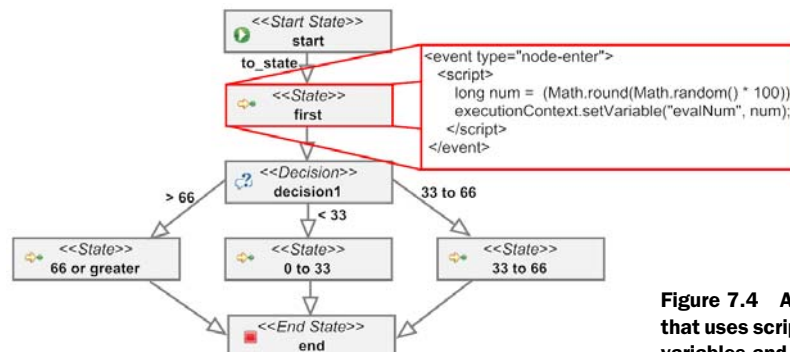 <<Start State>>
start
to_state
<<State>>
first
<event type="node-enter">
<script>
long num = (Math.round(Math.random() * 100))
executionContext.setVariable("evalNum", num);
</script>
</event>
<<Decision>>
decision1
> 66
< 33
33 to 66
<<State>>
66 or greater
<<State>>
0 to 33
<<State>>
33 to 66
<<End State>>
end
Figure 7.4 A
that uses scrip
variables and